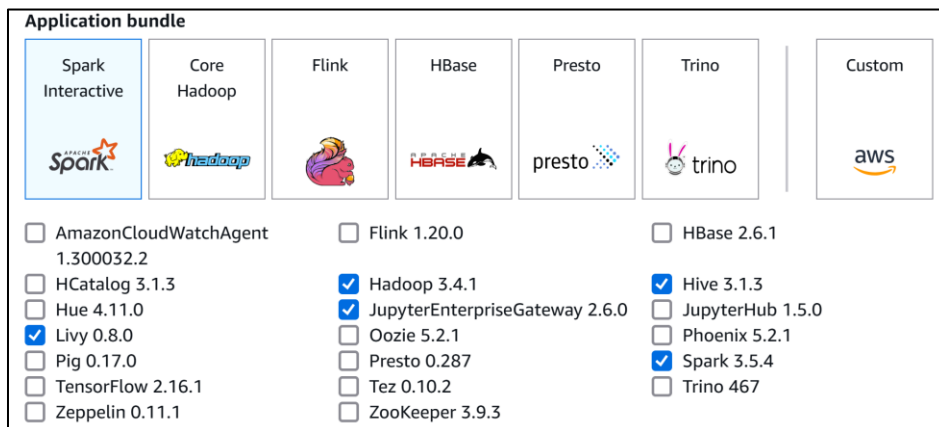 Application bundle
Spark Interactive
Core Hadoop
Flink
HBase
Presto
Trino
Custom
APACHE Spark
hadoop
APACHE HBASE
presto
trino
aws
AmazonCloudWatchAgent 1.300032.2
Flink 1.20.0
HBase 2.6.1
HCatalog 3.1.3
Hadoop 3.4.1
Hive 3.1.3
Hue 4.11.0
JupyterEnterpriseGateway 2.6.0
JupyterHub 1.5.0
Livy 0.8.0
Oozie 5.2.1
Phoenix 5.2.1
Pig 0.17.0
Presto 0.287
Spark 3.5.4
TensorFlow 2.16.1
Tez 0.10.2
Trino 467
Zeppelin 0.11.1
ZooKeeper 3.9.3